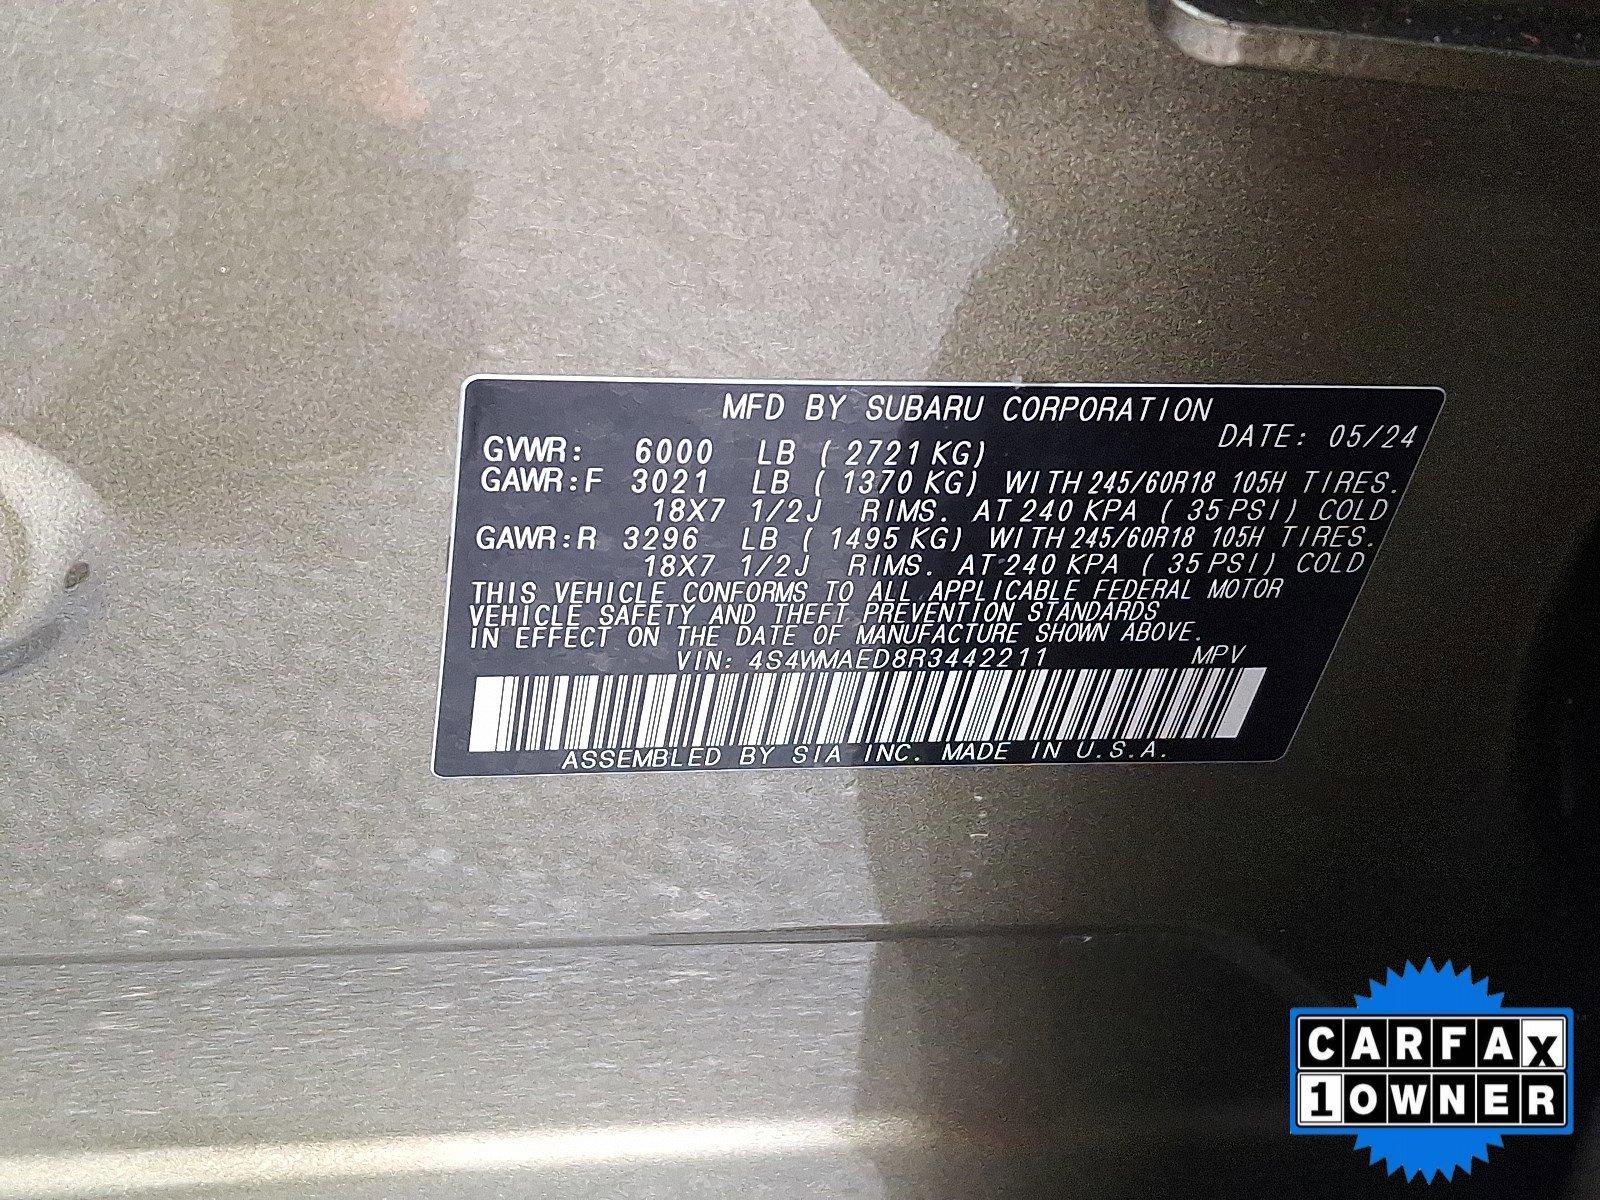 MFD BY SUBARU CORPORATION
DATE: 05/24
GVWR: 6000 LB ( 2721 KG)
GAWR:F 3021 LB ( 1370 KG) WITH 245/60R18 105H TIRES.
18X7 1/2J RIMS. AT 240 KPA ( 35 PSI) COLD
GAWR:R 3296 LB ( 1495 KG) WITH 245/60R18 105H TIRES.
18X7 1/2J RIMS. AT 240 KPA ( 35 PSI) COLD
THIS VEHICLE CONFORMS TO ALL APPLICABLE FEDERAL MOTOR
VEHICLE SAFETY AND THEFT PREVENTION STANDARDS
IN EFFECT ON THE DATE OF MANUFACTURE SHOWN ABOVE.
VIN: 4S4WMAED8R3442211 MPV
ASSEMBLED BY SIA INC. MADE IN U.S.A.
CARFAX
1 OWNER